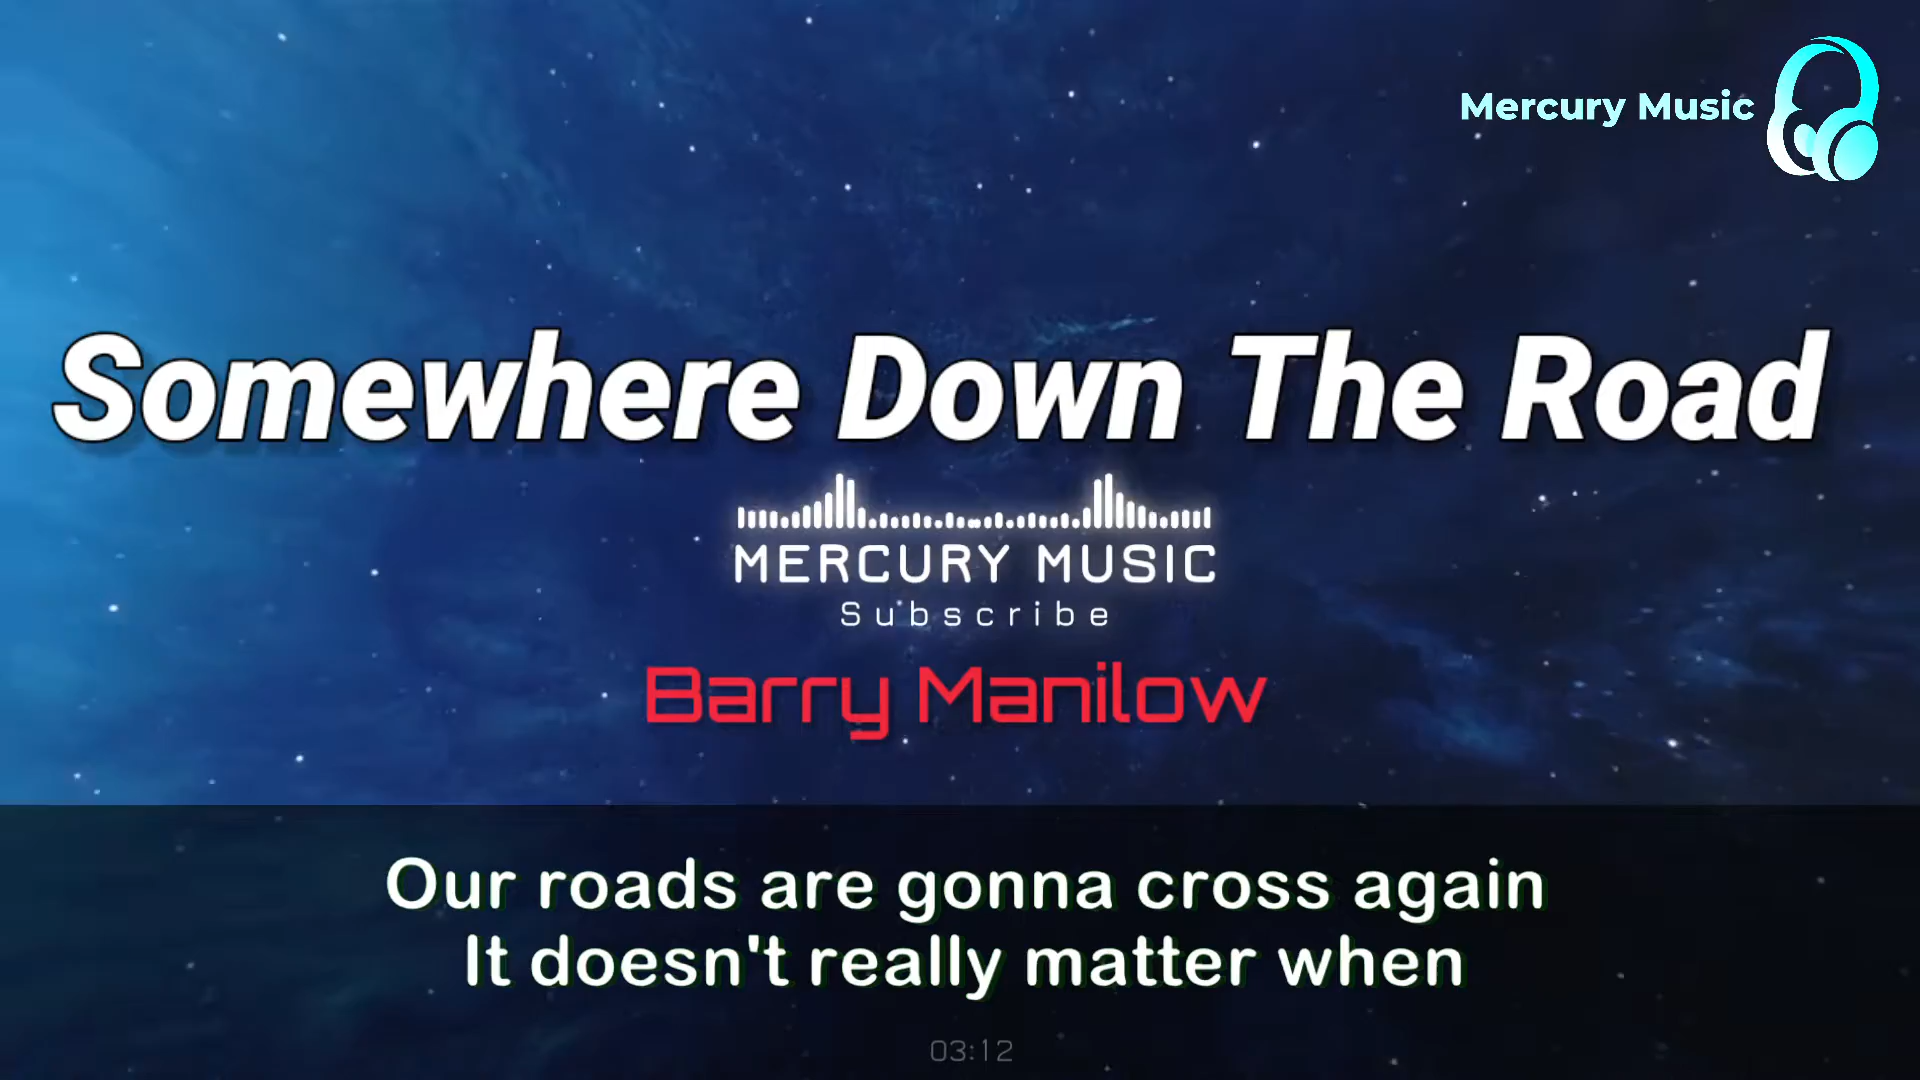 Mercury Music
Somewhere Down The Road
MERCURY MUSIC
Subscribe
Barry Manilow
Our roads are gonna cross again
It doesn't really matter when
03:12